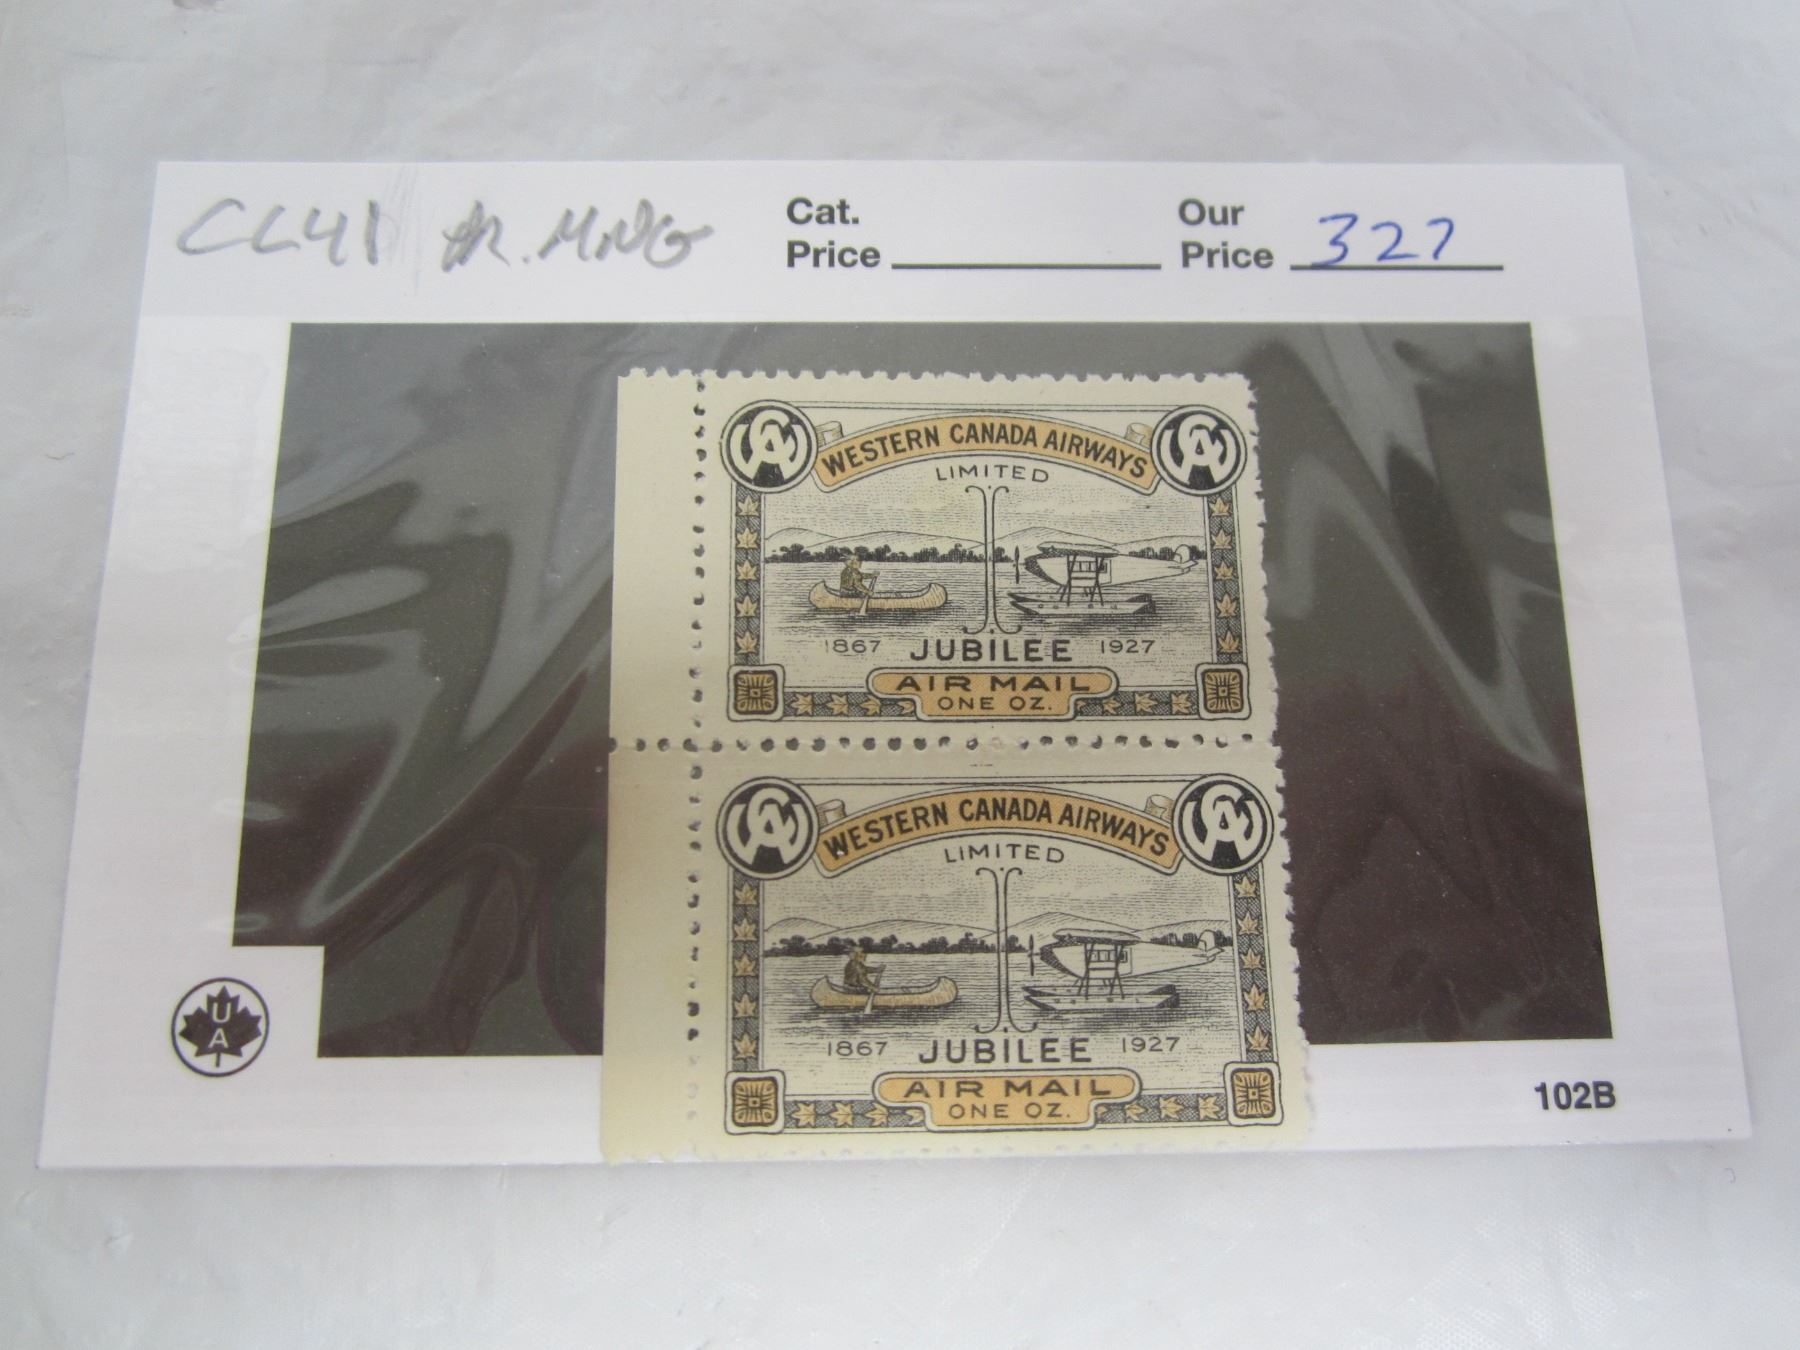 CL41 pr. MNG
Cat.
Price
Our
Price 327
WESTERN CANADA AIRWAYS
LIMITED
1867 JUBILEE 1927
AIR MAIL
ONE OZ.
WESTERN CANADA AIRWAYS
LIMITED
1867 JUBILEE 1927
AIR MAIL
ONE OZ.
UA
102B